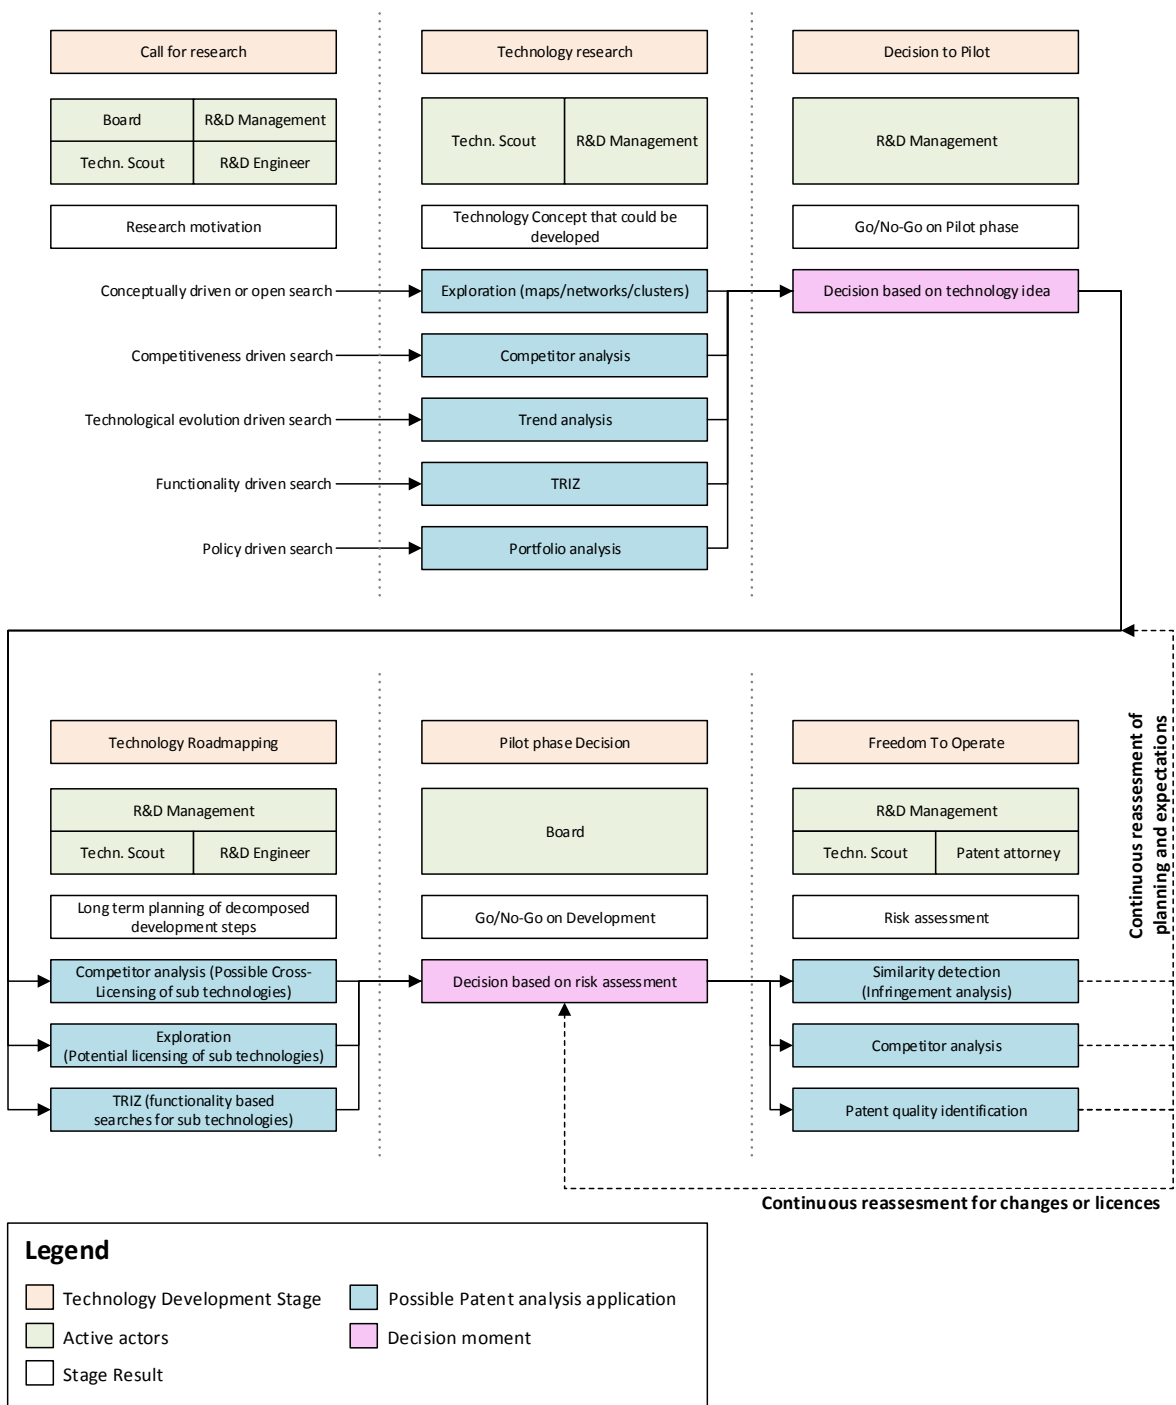 Call for research
Technology research
Decision to Pilot
Board
R&D Management
Techn. Scout
R&D Engineer
Techn. Scout
R&D Management
R&D Management
Research motivation
Technology Concept that could be
developed
Go/No-Go on Pilot phase
Conceptually driven or open search
Exploration (maps/networks/clusters)
Decision based on technology idea
Competitiveness driven search
Competitor analysis
Technological evolution driven search
Trend analysis
Functionality driven search
TRIZ
Policy driven search
Portfolio analysis
Technology Roadmapping
Pilot phase Decision
Freedom To Operate
R&D Management
Techn. Scout
R&D Engineer
Board
R&D Management
Techn. Scout
Patent attorney
Long term planning of decomposed
development steps
Go/No-Go on Development
Risk assessment
Competitor analysis (Possible Cross-
Licensing of sub technologies)
Decision based on risk assessment
Similarity detection
(Infringement analysis)
Exploration
(Potential licensing of sub technologies)
Competitor analysis
TRIZ (functionality based
searches for sub technologies)
Patent quality identification
Continuous reassesment of
planning and expectations
Continuous reassesment for changes or licences
Legend
Technology Development Stage
Possible Patent analysis application
Active actors
Decision moment
Stage Result